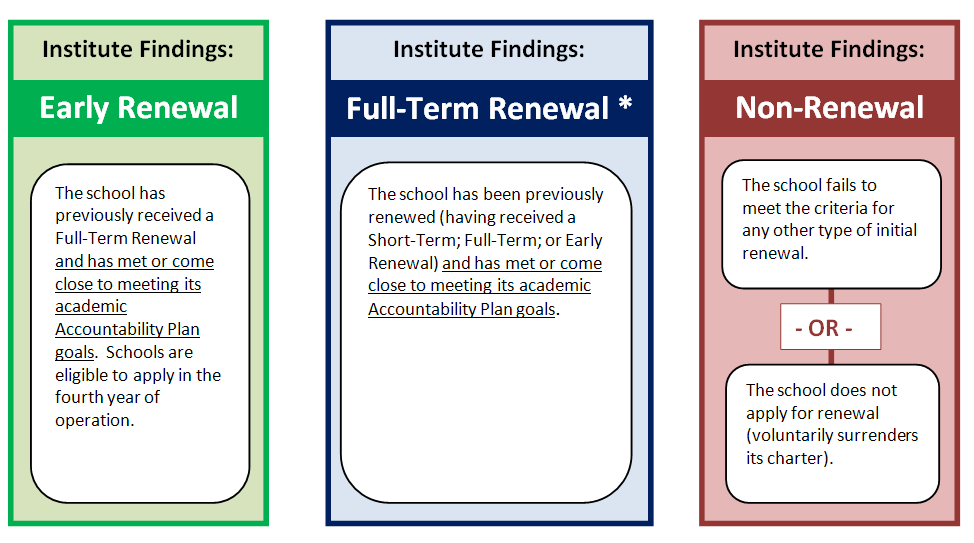 Institute Findings:
Early Renewal
The school has
previously received a
Full-Term Renewal
and has met or come
close to meeting its
academic
Accountability Plan
goals.  Schools are
eligible to apply in the
fourth year of
operation.
Institute Findings:
Full-Term Renewal *
The school has been previously
renewed (having received a
Short-Term; Full-Term; or Early
Renewal) and has met or come
close to meeting its academic
Accountability Plan goals.
Institute Findings:
Non-Renewal
The school fails to
meet the criteria for
any other type of initial
renewal.
- OR -
The school does not
apply for renewal
(voluntarily surrenders
its charter).